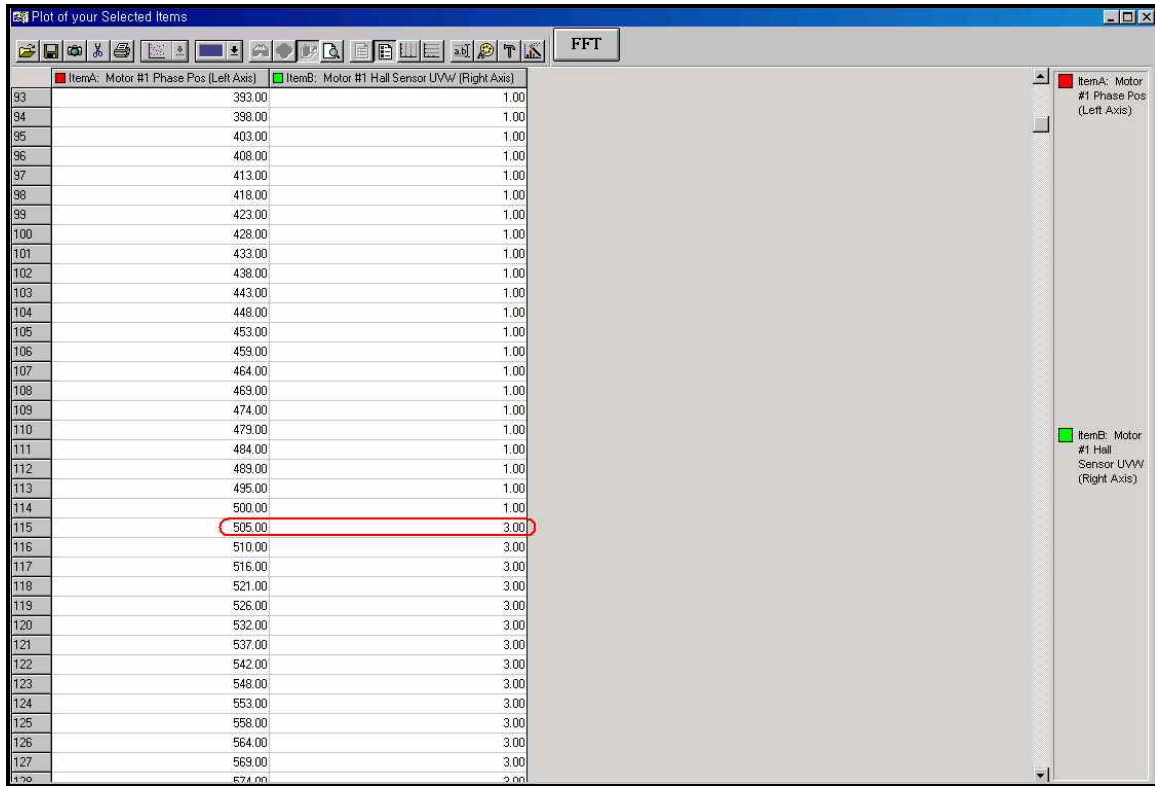 Plot of your Selected Items
FFT
ItemA: Motor #1 Phase Pos (Left Axis) ItemB: Motor #1 Hall Sensor UVW (Right Axis)
93 393.00 1.00
94 398.00 1.00
95 403.00 1.00
96 408.00 1.00
97 413.00 1.00
98 418.00 1.00
99 423.00 1.00
100 428.00 1.00
101 433.00 1.00
102 438.00 1.00
103 443.00 1.00
104 448.00 1.00
105 453.00 1.00
106 459.00 1.00
107 464.00 1.00
108 469.00 1.00
109 474.00 1.00
110 479.00 1.00
111 484.00 1.00
112 489.00 1.00
113 495.00 1.00
114 500.00 1.00
115 505.00 3.00
116 510.00 3.00
117 516.00 3.00
118 521.00 3.00
119 526.00 3.00
120 532.00 3.00
121 537.00 3.00
122 542.00 3.00
123 548.00 3.00
124 553.00 3.00
125 558.00 3.00
126 564.00 3.00
127 569.00 3.00
128 574.00 3.00
ItemA: Motor
#1 Phase Pos
(Left Axis)
ItemB: Motor
#1 Hall
Sensor UVW
(Right Axis)